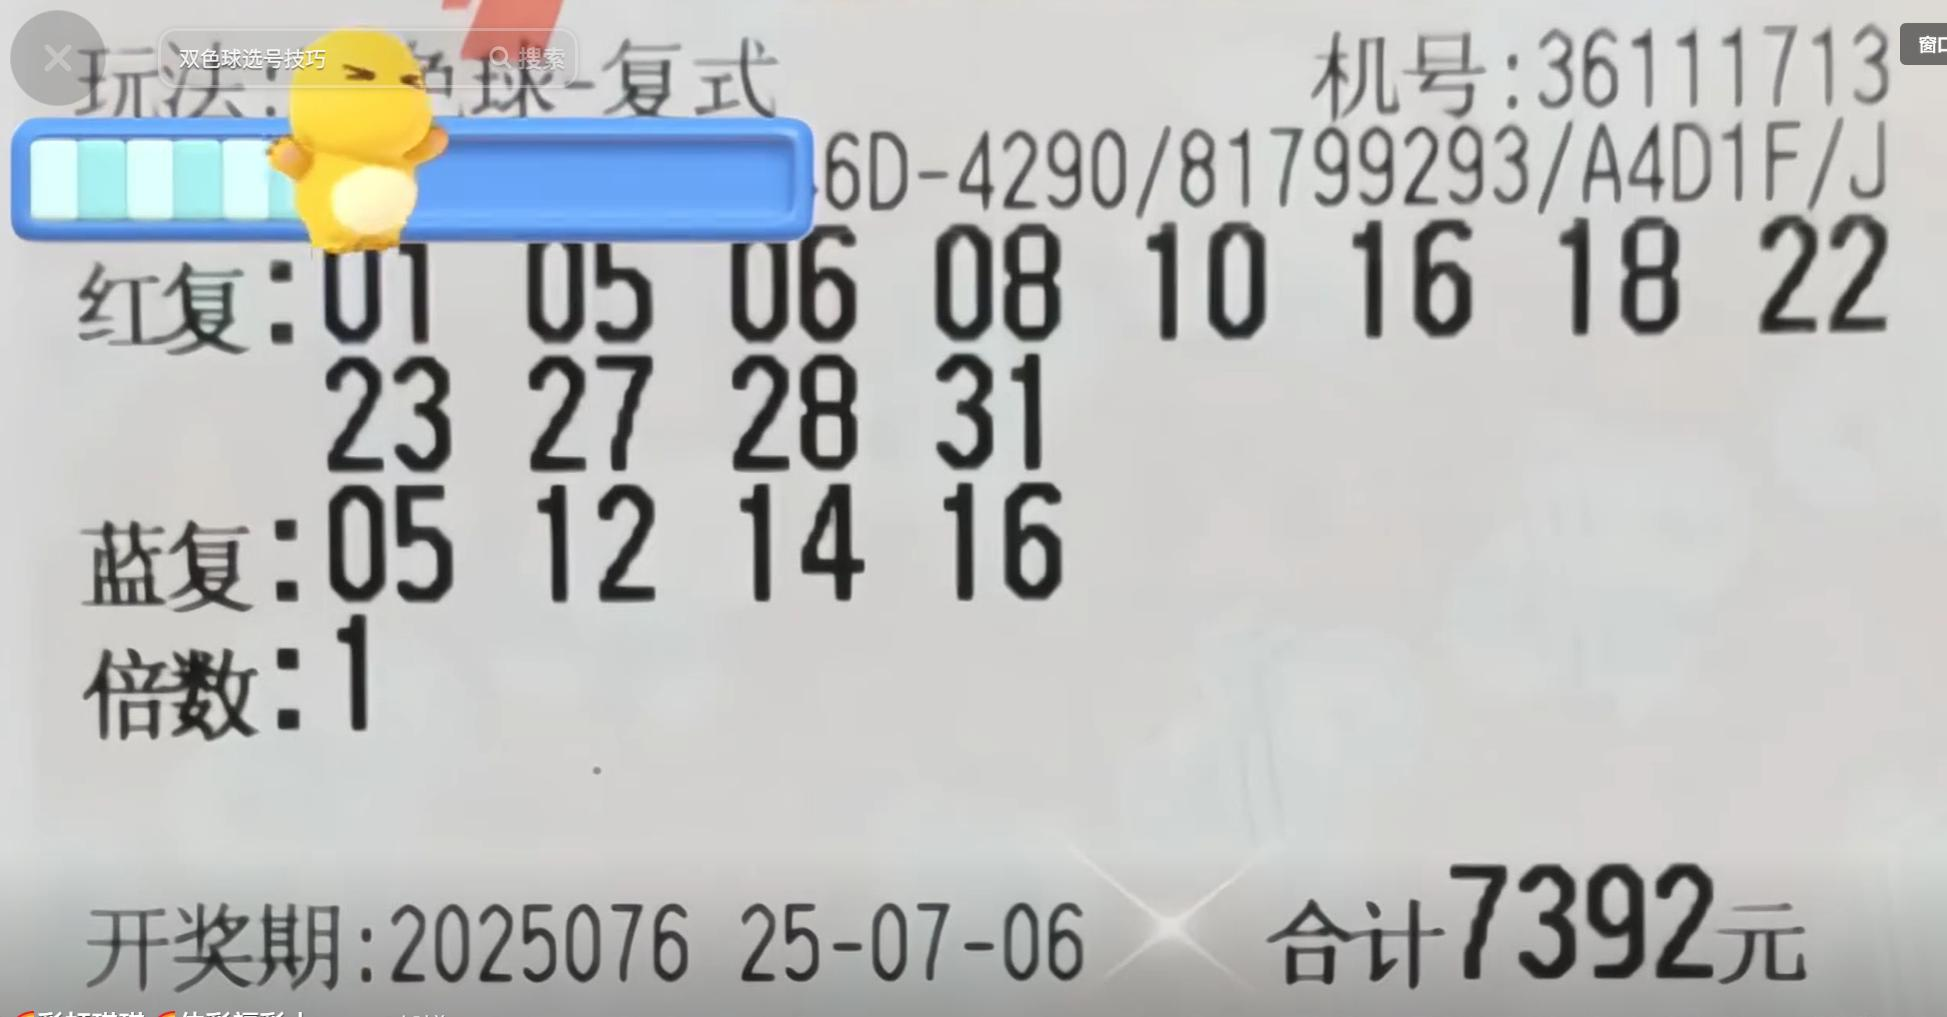 双色球选号技巧 搜索
玩法: 色球-复式 机号:36111713
窗口
6D-4290/81799293/A4D1F/J
红复:01 05 06 08 10 16 18 22
23 27 28 31
蓝复:05 12 14 16
倍数:1
开奖期:2025076 25-07-06 合计7392元